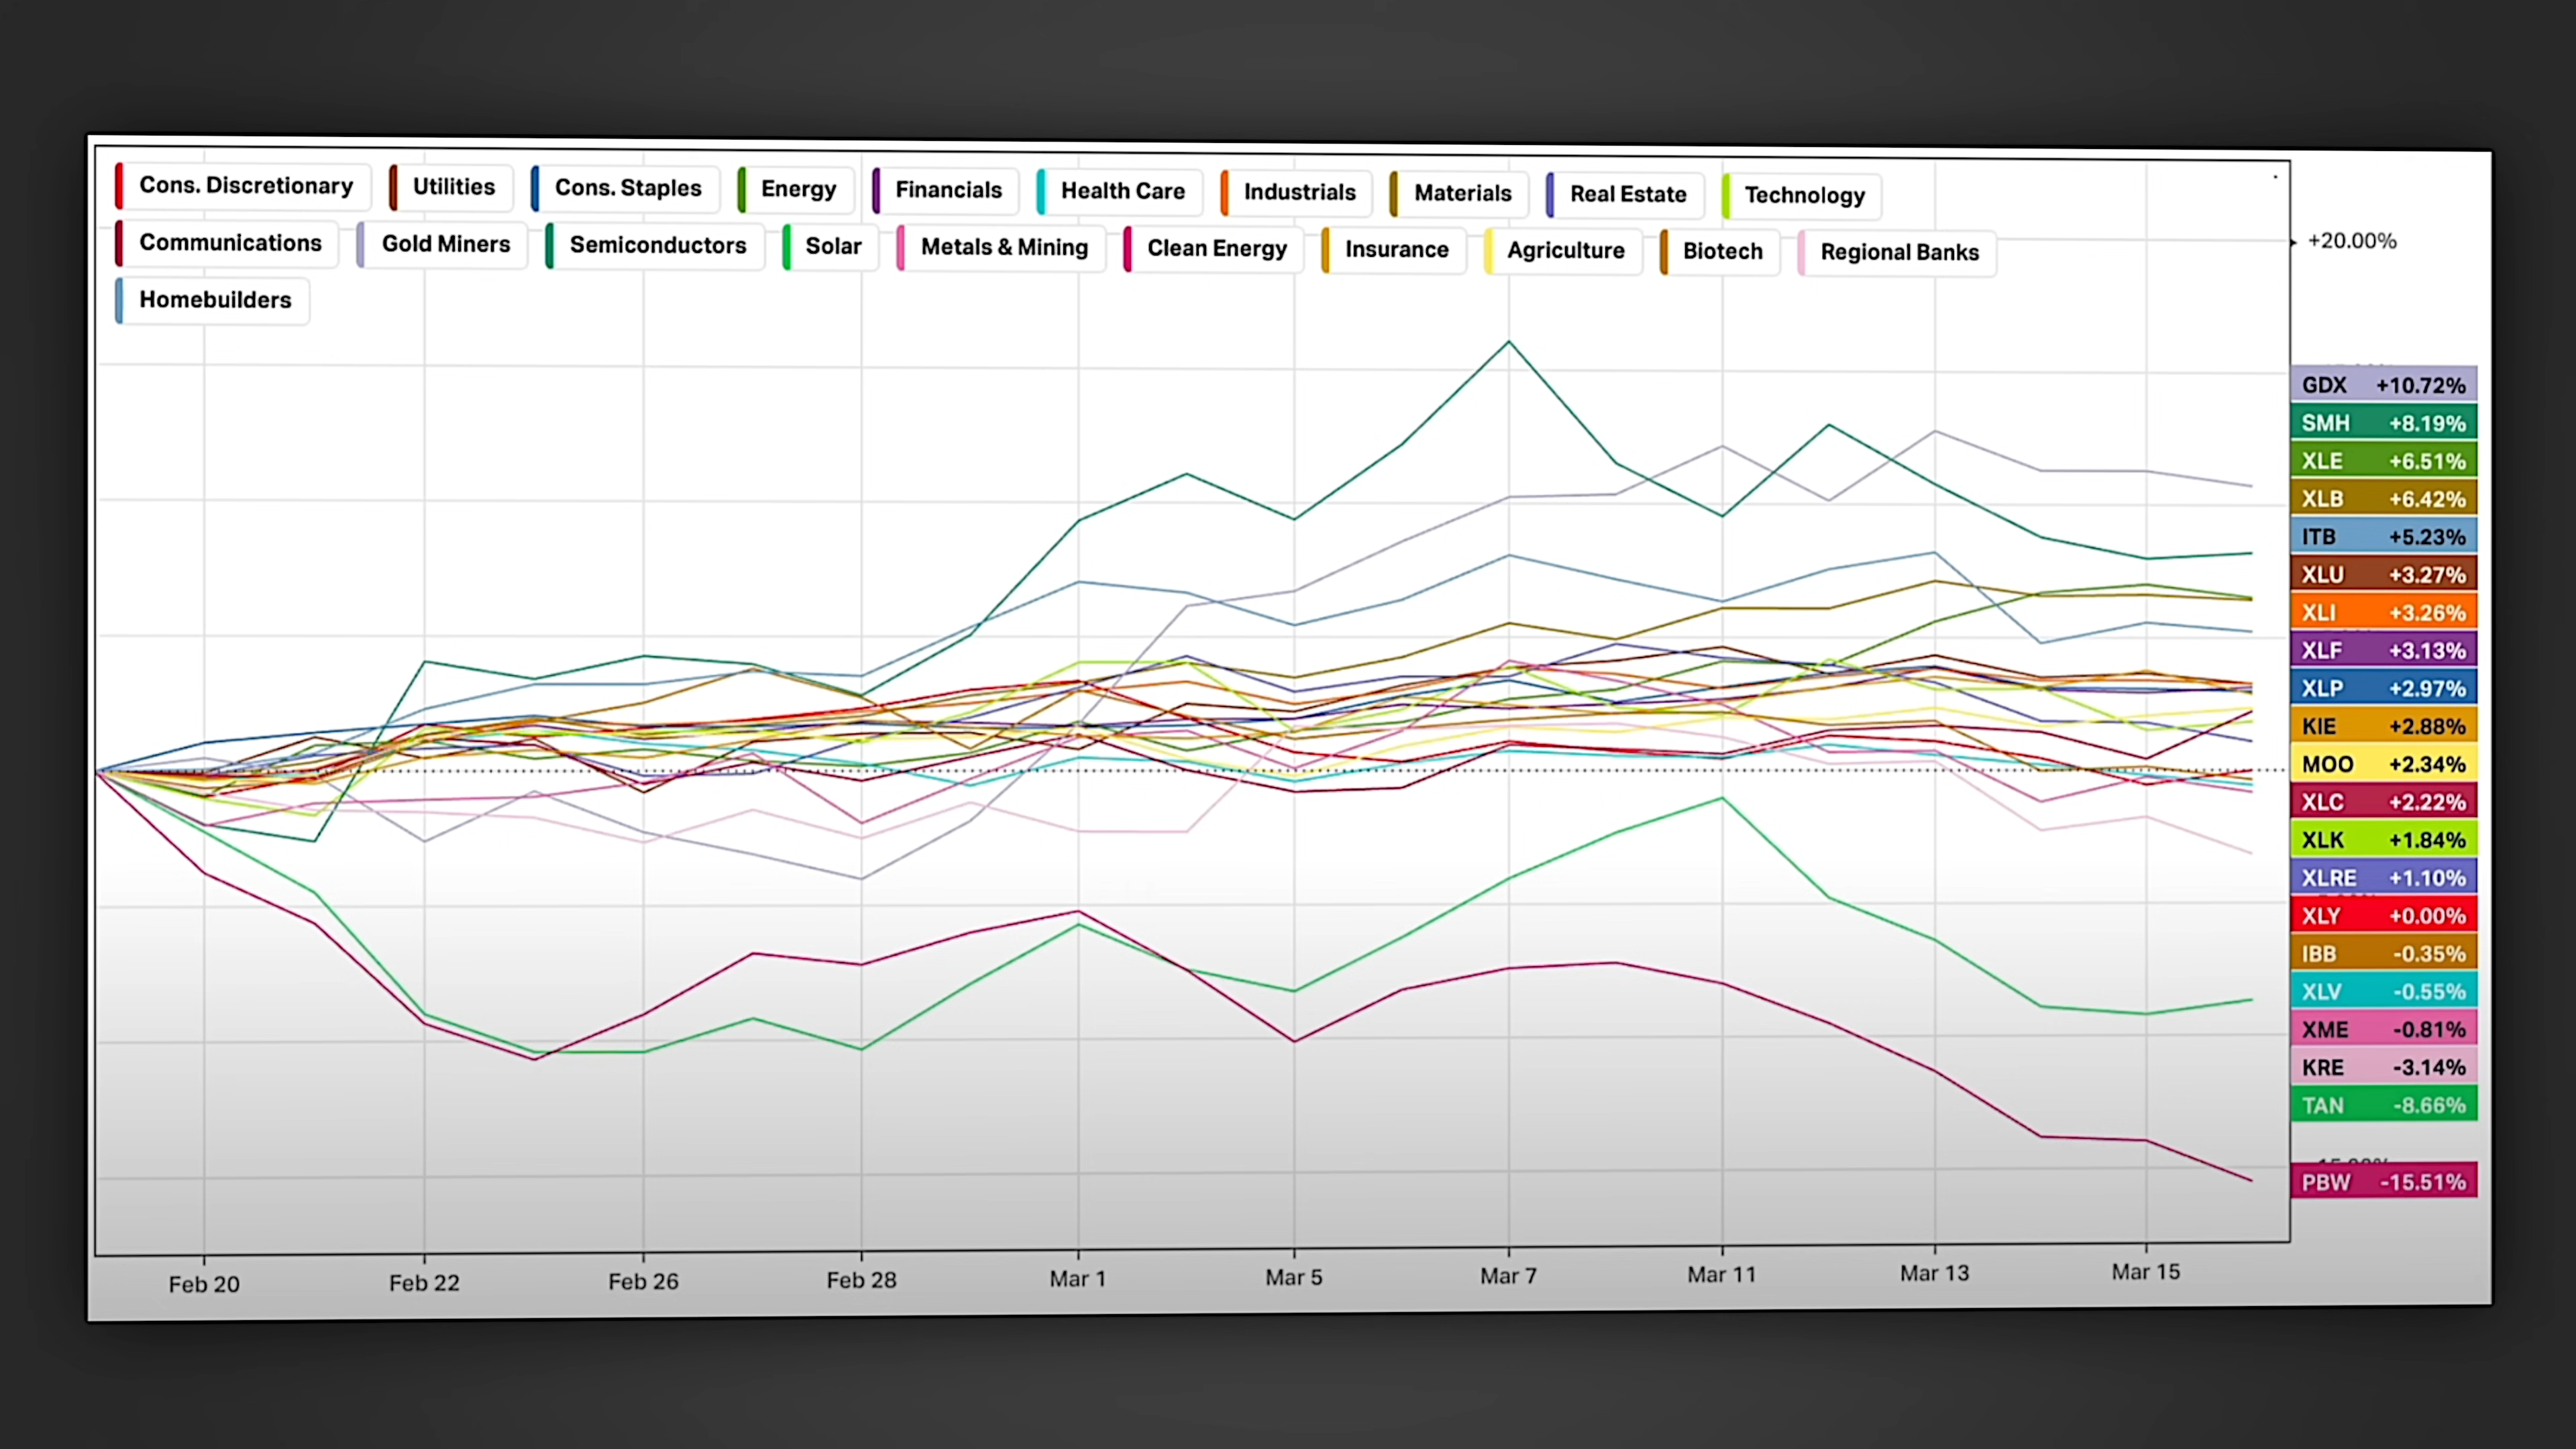 Cons. Discretionary Utilities Cons. Staples Energy Financials Health Care Industrials Materials Real Estate Technology
Communications Gold Miners Semiconductors Solar Metals & Mining Clean Energy Insurance Agriculture Biotech Regional Banks
Homebuilders
+20.00%
GDX +10.72%
SMH +8.19%
XLE +6.51%
XLB +6.42%
ITB +5.23%
XLU +3.27%
XLI +3.26%
XLF +3.13%
XLP +2.97%
KIE +2.88%
MOO +2.34%
XLC +2.22%
XLK +1.84%
XLRE +1.10%
XLY +0.00%
IBB -0.35%
XLV -0.55%
XME -0.81%
KRE -3.14%
TAN -8.66%
PBW -15.51%
Feb 20 Feb 22 Feb 26 Feb 28 Mar 1 Mar 5 Mar 7 Mar 11 Mar 13 Mar 15